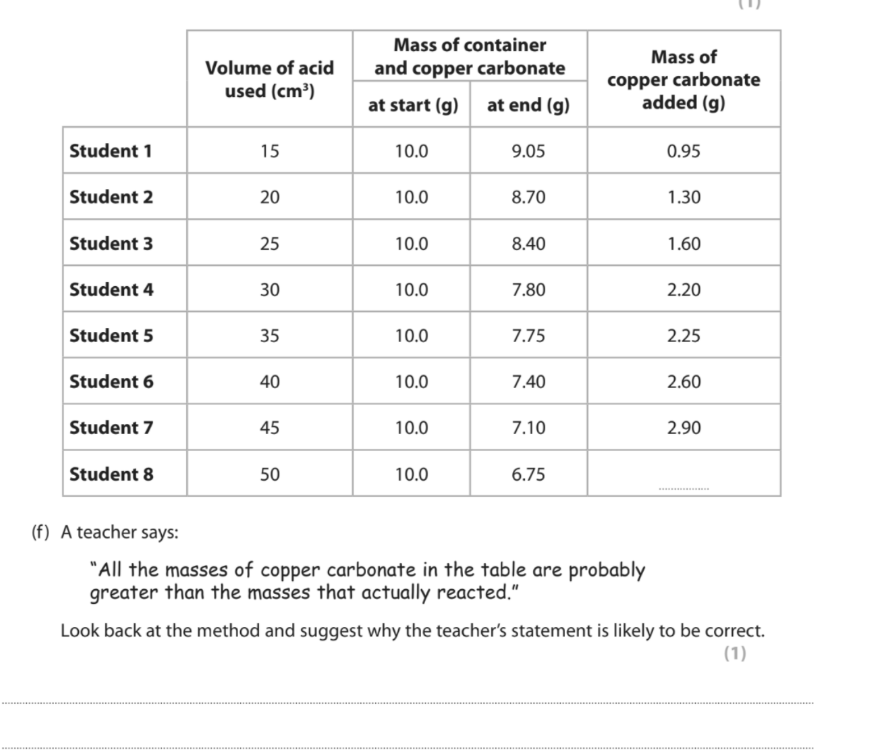 (1)
Volume of acid used (cm³)
Mass of container and copper carbonate
Mass of copper carbonate added (g)
at start (g) at end (g)
Student 1 15 10.0 9.05 0.95
Student 2 20 10.0 8.70 1.30
Student 3 25 10.0 8.40 1.60
Student 4 30 10.0 7.80 2.20
Student 5 35 10.0 7.75 2.25
Student 6 40 10.0 7.40 2.60
Student 7 45 10.0 7.10 2.90
Student 8 50 10.0 6.75
(f) A teacher says:
"All the masses of copper carbonate in the table are probably
greater than the masses that actually reacted."
Look back at the method and suggest why the teacher's statement is likely to be correct.
(1)